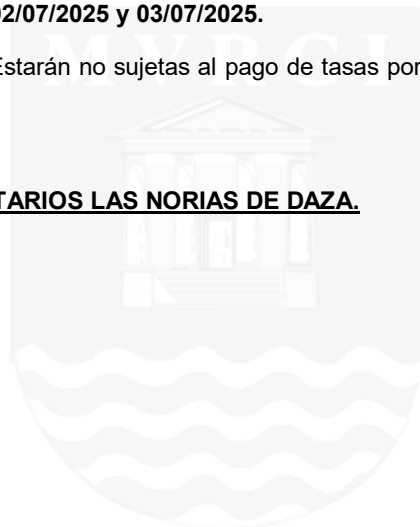 02/07/2025 y 03/07/2025.
Estarán no sujetas al pago de tasas por
TARIOS LAS NORIAS DE DAZA.